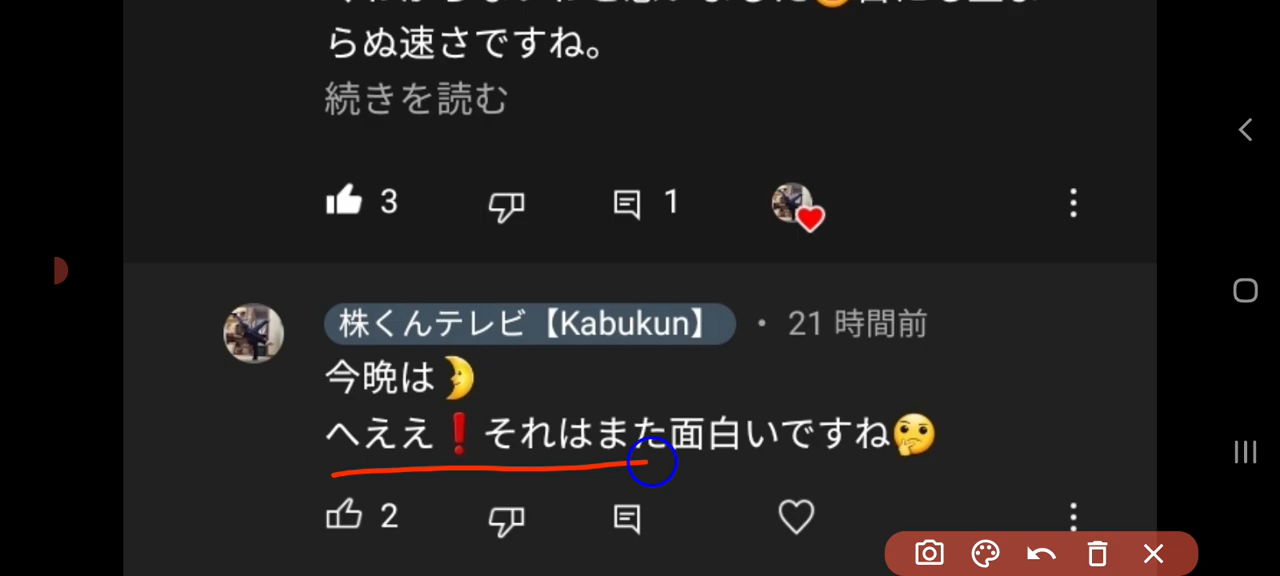 らぬ速さですね。
続きを読む
3
1
株くんテレビ【Kabukun】 ・ 21 時間前
今晩は🌛
へええ❗それはまた面白いですね🤔
2